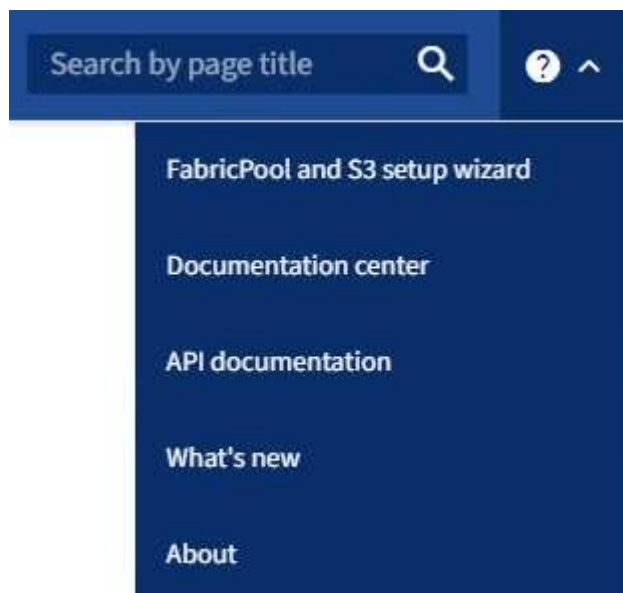 Search by page title
FabricPool and S3 setup wizard
Documentation center
API documentation
What's new
About